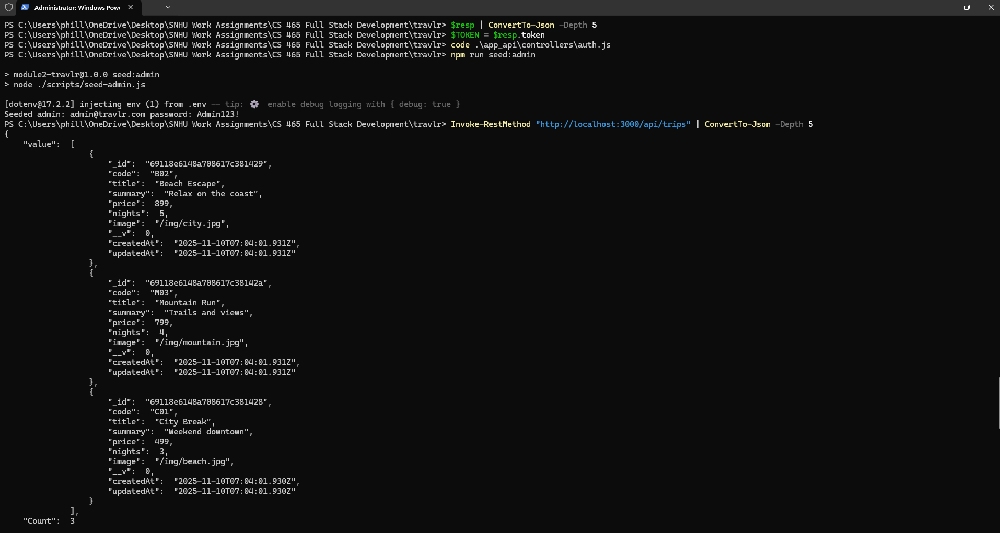 Administrator: Windows Powe
PS C:\Users\phill\OneDrive\Desktop\SNHU Work Assignments\CS 465 Full Stack Development\travlr> $resp | ConvertTo-Json -Depth 5
PS C:\Users\phill\OneDrive\Desktop\SNHU Work Assignments\CS 465 Full Stack Development\travlr> $TOKEN = $resp.token
PS C:\Users\phill\OneDrive\Desktop\SNHU Work Assignments\CS 465 Full Stack Development\travlr> code .\app_api\controllers\auth.js
PS C:\Users\phill\OneDrive\Desktop\SNHU Work Assignments\CS 465 Full Stack Development\travlr> npm run seed:admin
> module2-travlr@1.0.0 seed:admin
> node ./scripts/seed-admin.js
[dotenv@17.2.2] injecting env (1) from .env -- tip: ⚙️ enable debug logging with { debug: true }
Seeded admin: admin@travlr.com password: Admin123!
PS C:\Users\phill\OneDrive\Desktop\SNHU Work Assignments\CS 465 Full Stack Development\travlr> Invoke-RestMethod "http://localhost:3000/api/trips" | ConvertTo-Json -Depth 5
{
    "value":  [
                  {
                      "_id":  "69118e6148a708617c381429",
                      "code":  "B02",
                      "title":  "Beach Escape",
                      "summary":  "Relax on the coast",
                      "price":  899,
                      "nights":  5,
                      "image":  "/img/city.jpg",
                      "__v":  0,
                      "createdAt":  "2025-11-10T07:04:01.931Z",
                      "updatedAt":  "2025-11-10T07:04:01.931Z"
                  },
                  {
                      "_id":  "69118e6148a708617c38142a",
                      "code":  "M03",
                      "title":  "Mountain Run",
                      "summary":  "Trails and views",
                      "price":  799,
                      "nights":  4,
                      "image":  "/img/mountain.jpg",
                      "__v":  0,
                      "createdAt":  "2025-11-10T07:04:01.931Z",
                      "updatedAt":  "2025-11-10T07:04:01.931Z"
                  },
                  {
                      "_id":  "69118e6148a708617c381428",
                      "code":  "C01",
                      "title":  "City Break",
                      "summary":  "Weekend downtown",
                      "price":  499,
                      "nights":  3,
                      "image":  "/img/beach.jpg",
                      "__v":  0,
                      "createdAt":  "2025-11-10T07:04:01.930Z",
                      "updatedAt":  "2025-11-10T07:04:01.930Z"
                  }
              ],
    "Count":  3